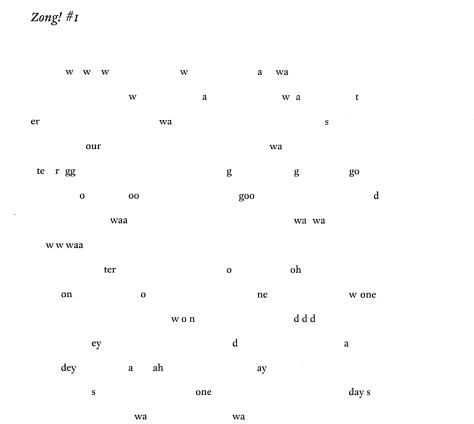 Zong! #1
w w w w a wa
w a w a t
er wa s
our wa
te r gg g g go
o oo goo d
waa wa wa
w w waa
ter o oh
on o ne w one
w o n d d d
ey d a
dey a ah ay
s one day s
wa wa